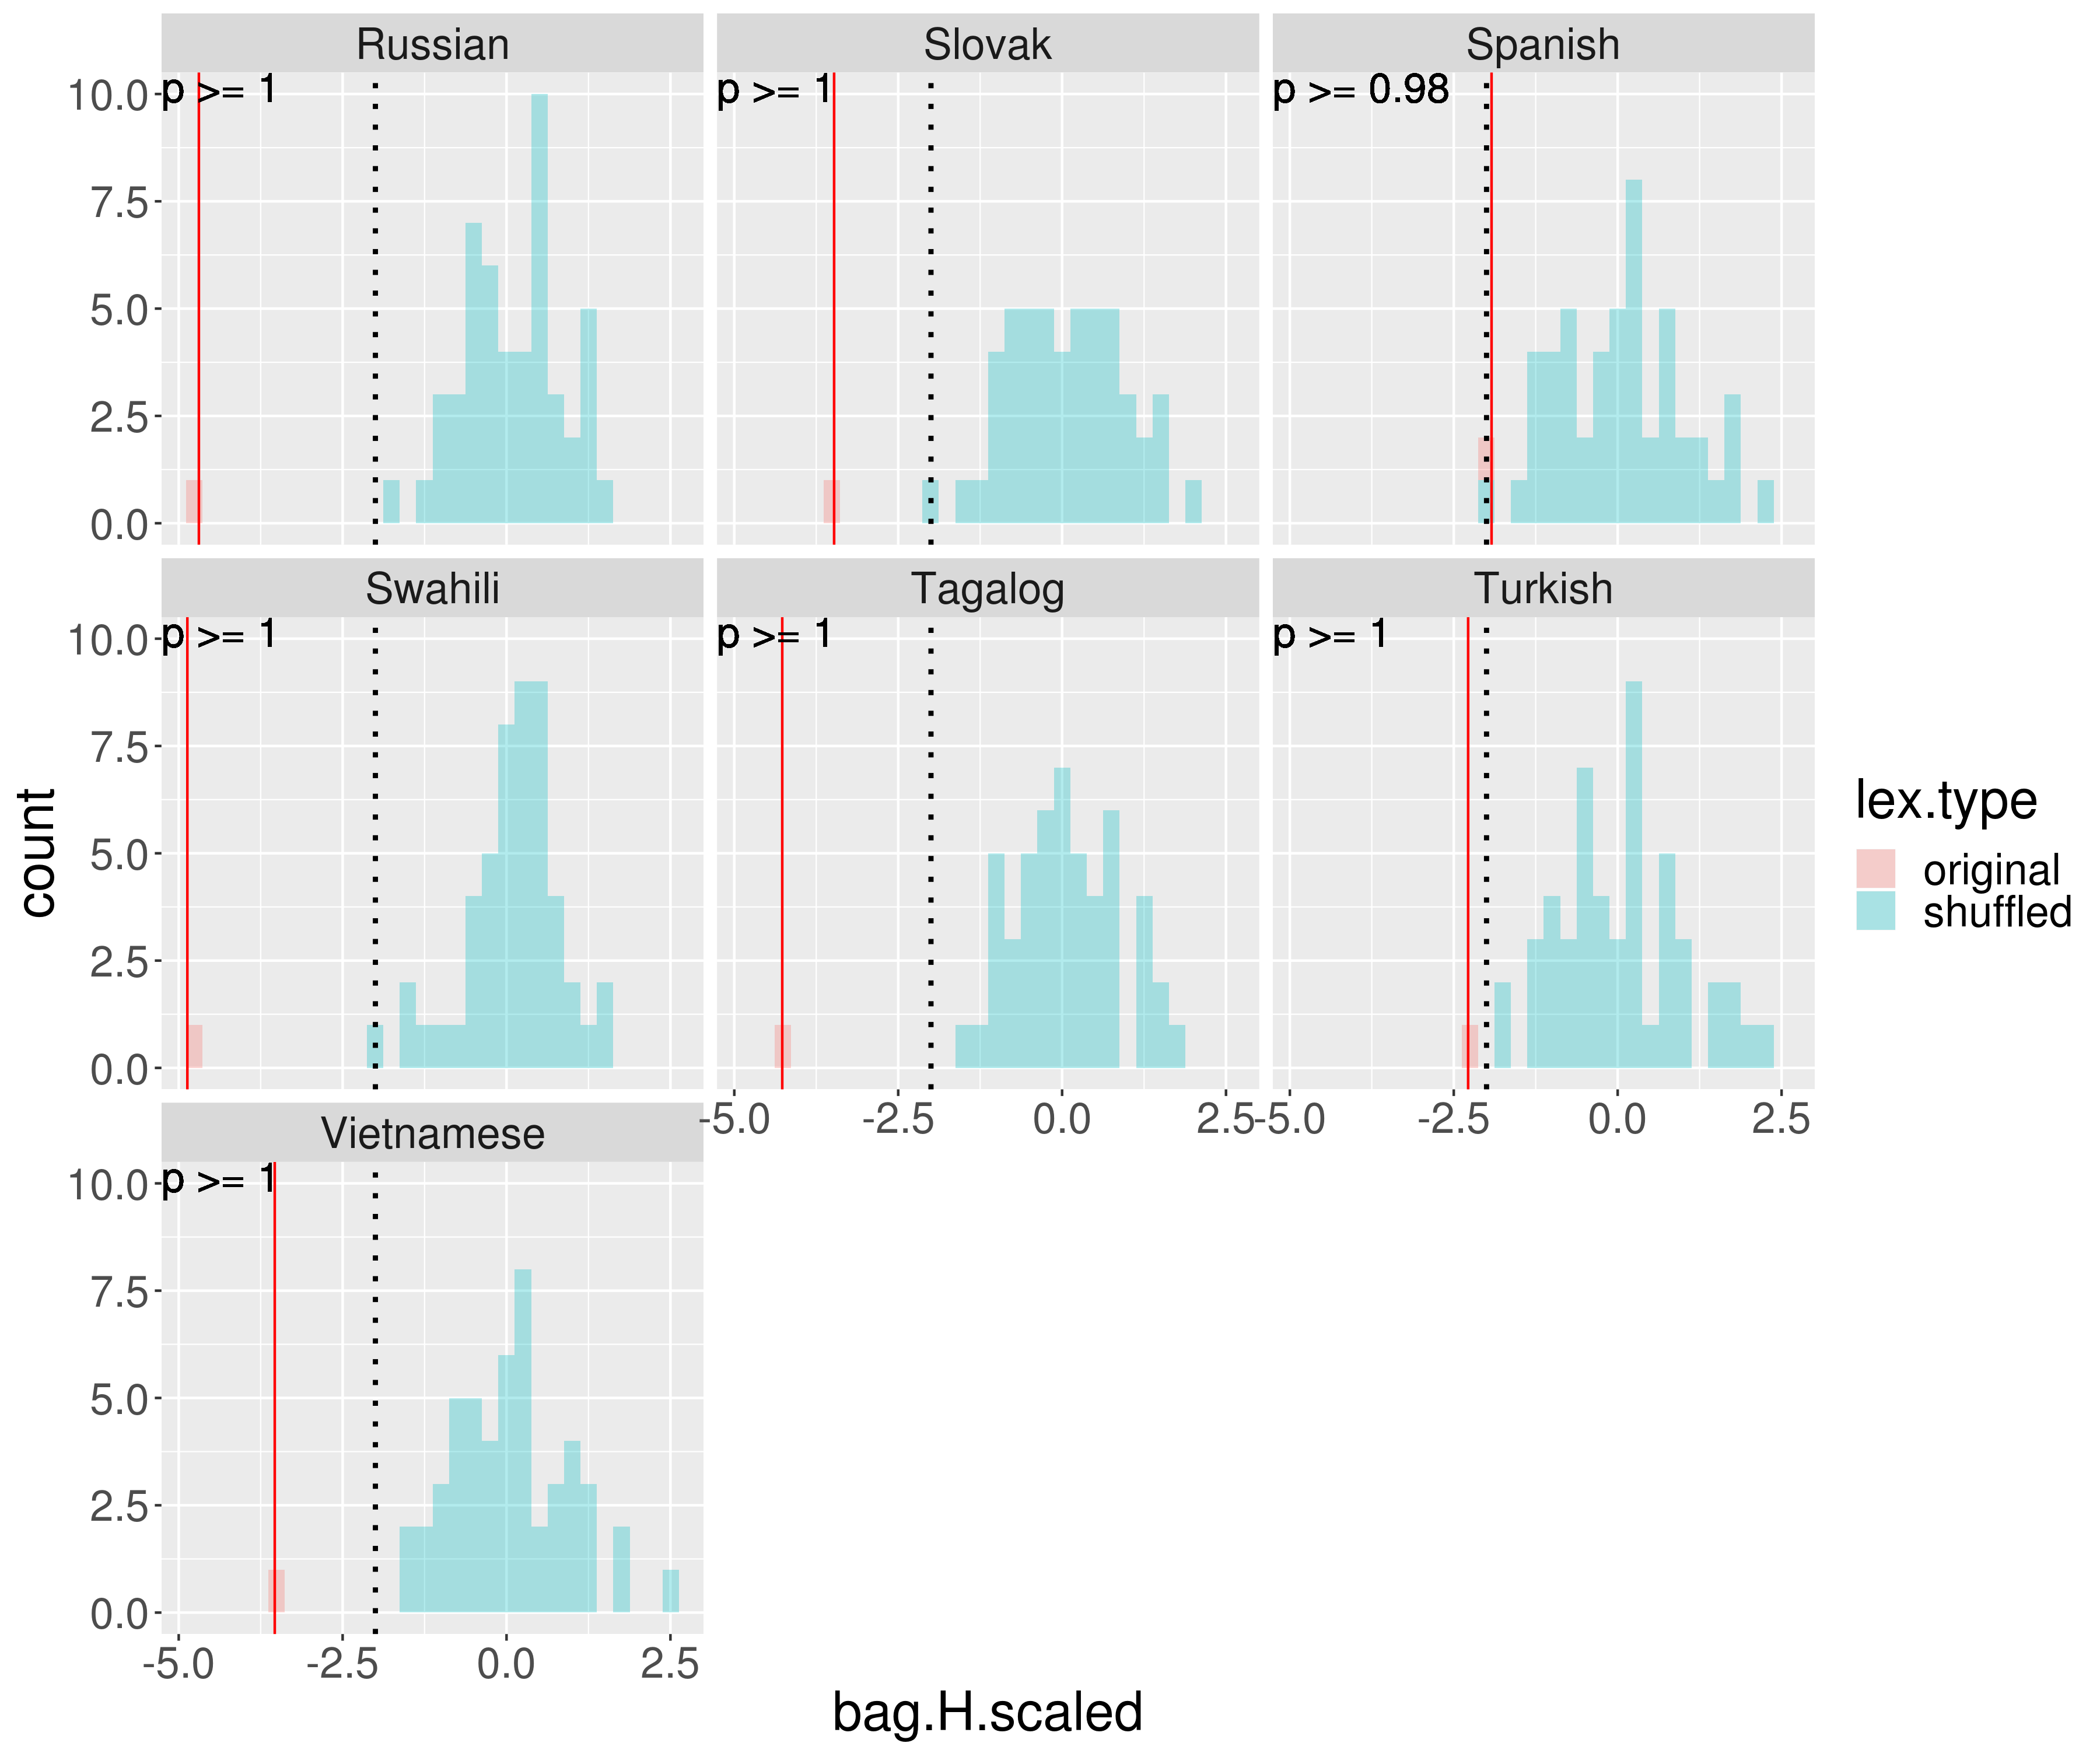 Russian
Slovak
Spanish
p >= 1
p >= 1
p >= 0.98
10.0
7.5
5.0
2.5
0.0
Swahili
Tagalog
Turkish
p >= 1
p >= 1
p >= 1
10.0
7.5
5.0
2.5
0.0
-5.0 -2.5 0.0 2.5
-5.0 -2.5 0.0 2.5
Vietnamese
p >= 1
10.0
7.5
5.0
2.5
0.0
-5.0 -2.5 0.0 2.5
bag.H.scaled
count
lex.type
original
shuffled